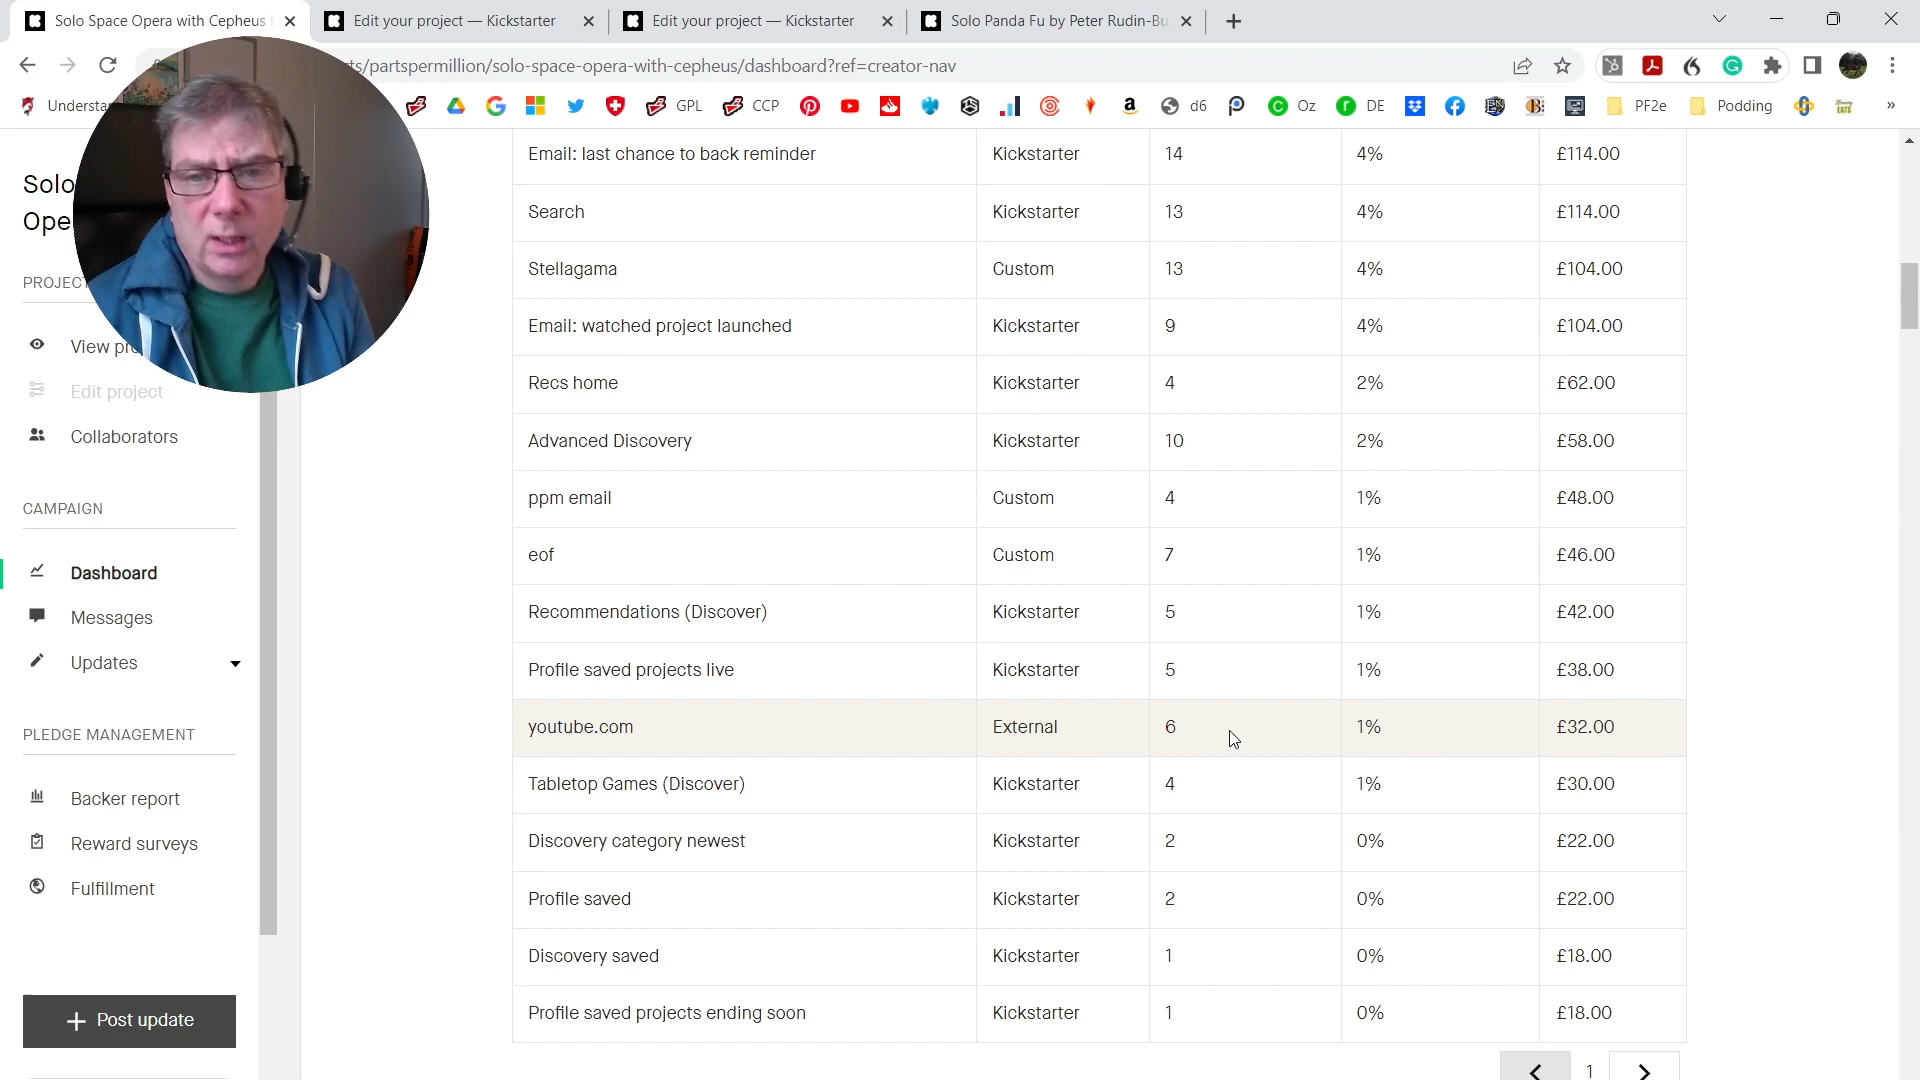 Solo Space Opera with Cepheus
Edit your project — Kickstarter
Edit your project — Kickstarter
Solo Panda Fu by Peter Rudin-Bu
ts/partspermillion/solo-space-opera-with-cepheus/dashboard?ref=creator-nav
Understa
GPL
CCP
d6
Oz
DE
PF2e
Podding
»
Solo
Ope
PROJECT
View pro
Edit project
Collaborators
CAMPAIGN
Dashboard
Messages
Updates
PLEDGE MANAGEMENT
Backer report
Reward surveys
Fulfillment
+ Post update
Email: last chance to back reminder Kickstarter 14 4% £114.00
Search Kickstarter 13 4% £114.00
Stellagama Custom 13 4% £104.00
Email: watched project launched Kickstarter 9 4% £104.00
Recs home Kickstarter 4 2% £62.00
Advanced Discovery Kickstarter 10 2% £58.00
ppm email Custom 4 1% £48.00
eof Custom 7 1% £46.00
Recommendations (Discover) Kickstarter 5 1% £42.00
Profile saved projects live Kickstarter 5 1% £38.00
youtube.com External 6 1% £32.00
Tabletop Games (Discover) Kickstarter 4 1% £30.00
Discovery category newest Kickstarter 2 0% £22.00
Profile saved Kickstarter 2 0% £22.00
Discovery saved Kickstarter 1 0% £18.00
Profile saved projects ending soon Kickstarter 1 0% £18.00
1